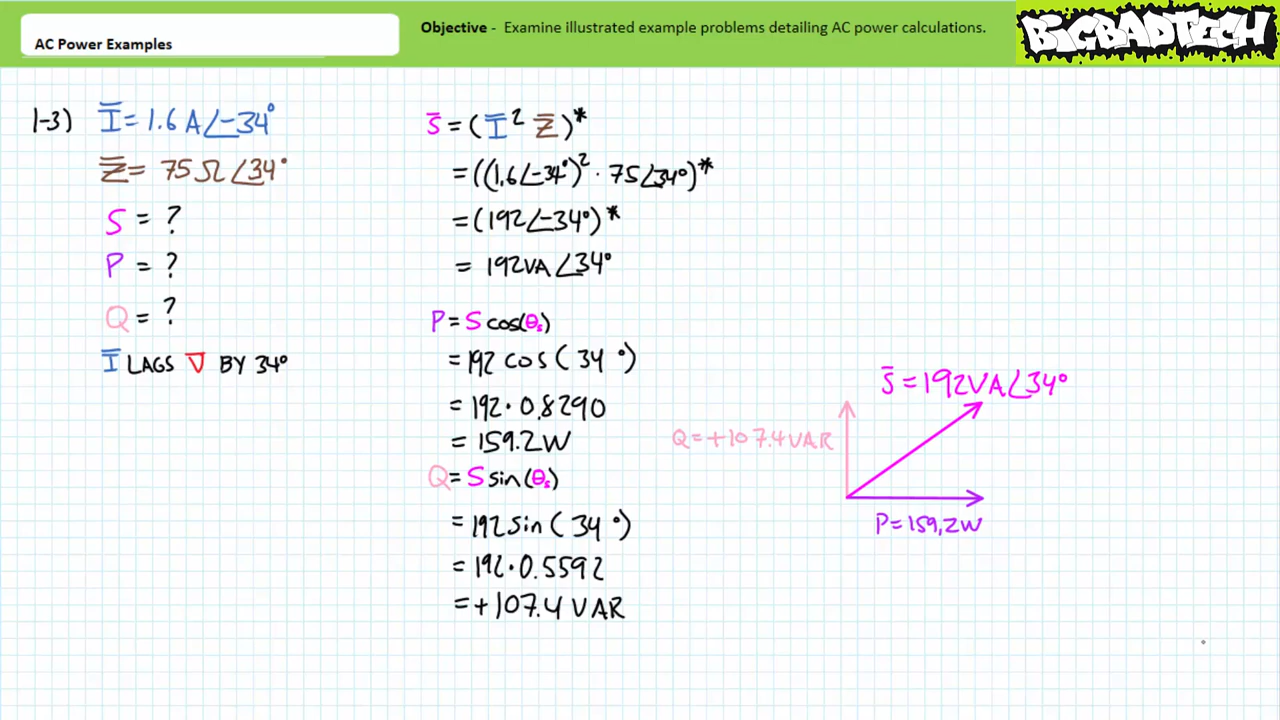 AC Power Examples
Objective - Examine illustrated example problems detailing AC power calculations.
BIGBADTECH
1-3) I̅ = 1.6 A∠-34°
Z̅ = 75 Ω∠34°
S = ?
P = ?
Q = ?
I̅ LAGS V̅ BY 34°
S̅ = (I̅² Z̅)*
= ((1.6∠-34°)² · 75∠34°)*
= (192∠-34°)*
= 192VA∠34°
P = S cos(θs)
= 192 cos(34°)
= 192 · 0.8290
= 159.2W
Q = S sin(θs)
= 192 sin(34°)
= 192 · 0.5592
= +107.4 VAR
S̅ = 192VA∠34°
Q = +107.4 VAR
P = 159.2W